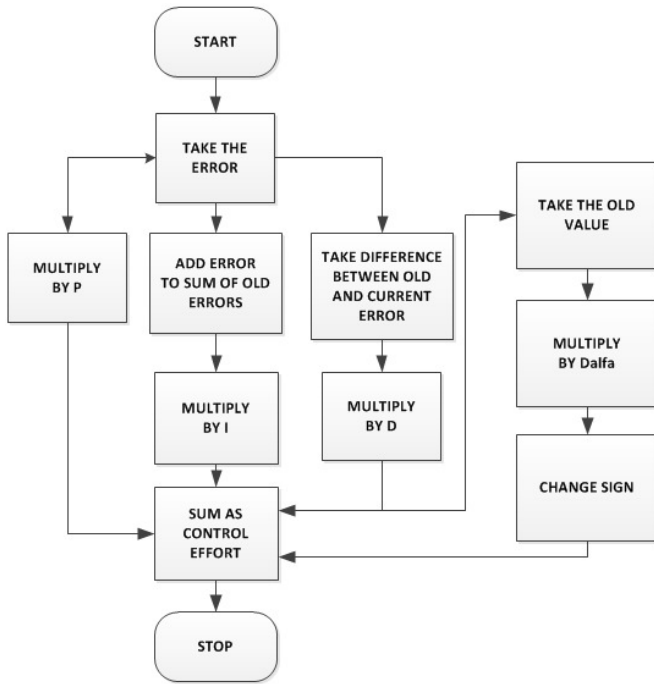 START
TAKE THE
ERROR
MULTIPLY
BY P
ADD ERROR
TO SUM OF OLD
ERRORS
TAKE DIFFERENCE
BETWEEN OLD
AND CURRENT
ERROR
TAKE THE OLD
VALUE
MULTIPLY
BY I
MULTIPLY
BY D
MULTIPLY
BY Dalfa
CHANGE SIGN
SUM AS
CONTROL
EFFORT
STOP